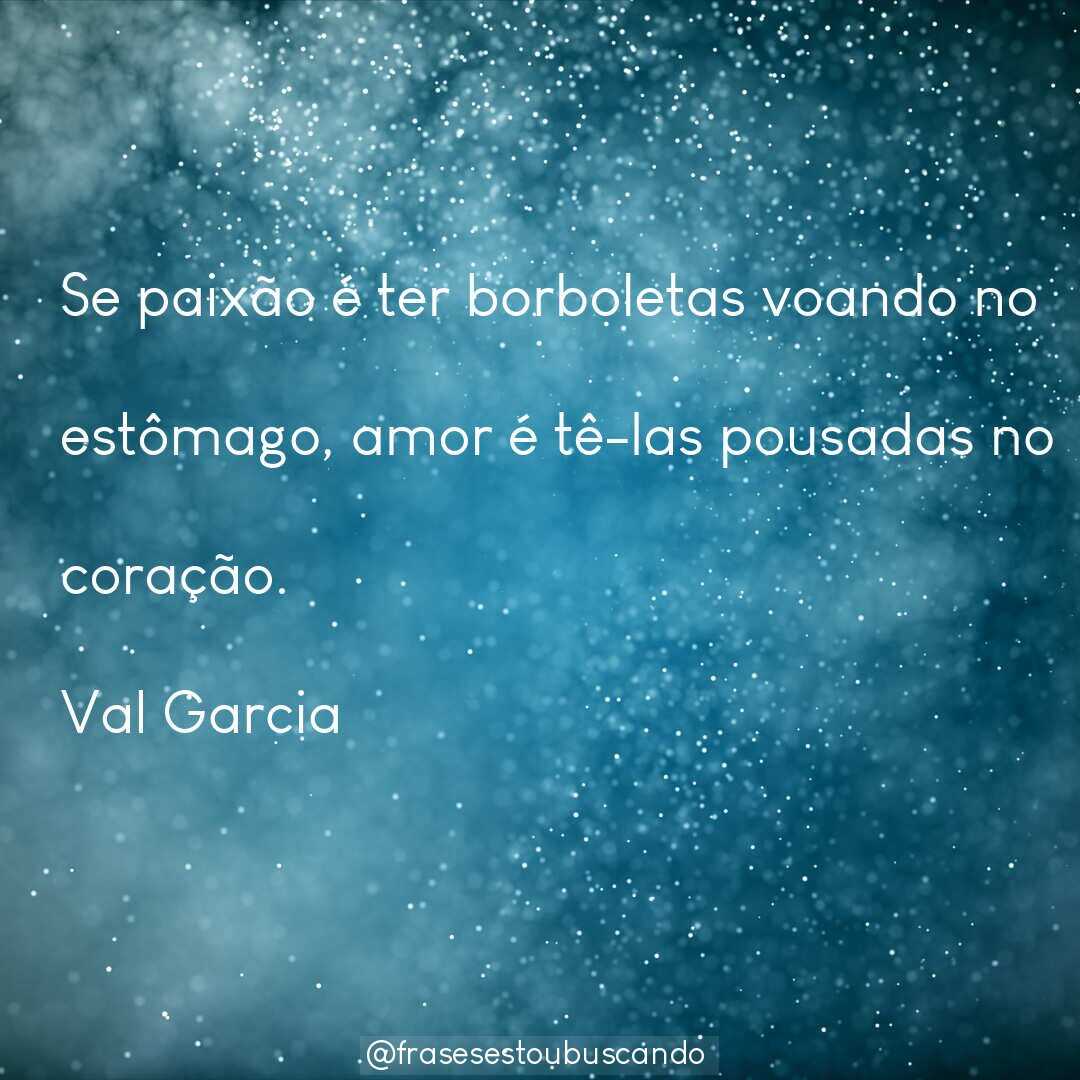 Se paixão é ter borboletas voando no
estômago, amor é tê-las pousadas no
coração.
Val Garcia
@frasesestoubuscando